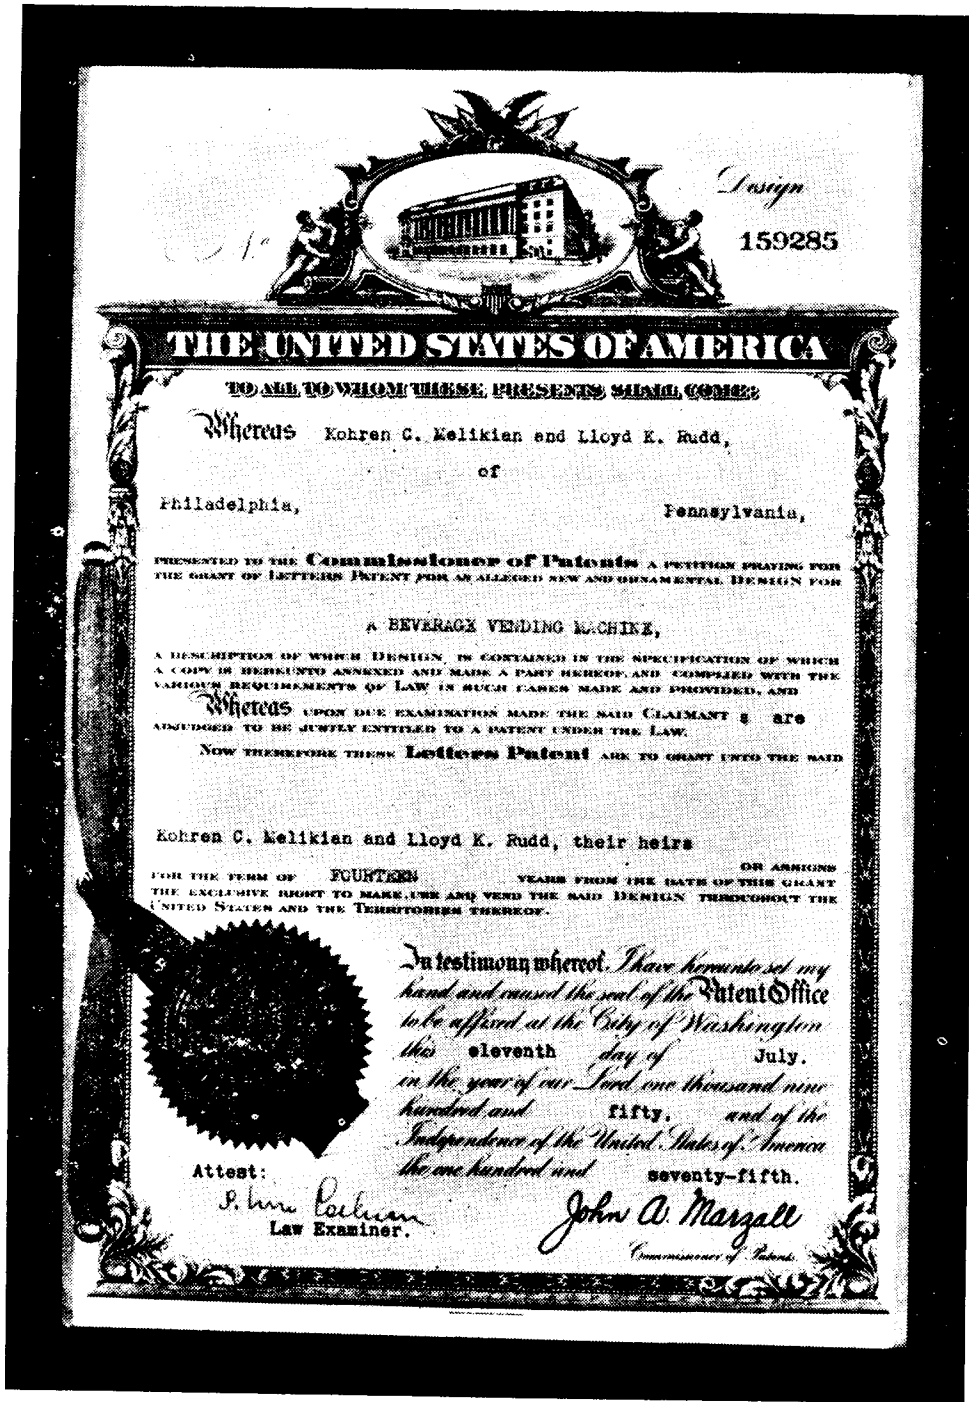 Design
No. 159285
THE UNITED STATES OF AMERICA
TO ALL TO WHOM THESE PRESENTS SHALL COME:
Whereas Kohren C. Melikian and Lloyd K. Rudd,
of
Philadelphia, Pennsylvania,
PRESENTED TO THE Commissioner of Patents A PETITION PRAYING FOR
THE GRANT OF LETTERS PATENT FOR AN ALLEGED NEW AND ORNAMENTAL DESIGN FOR
A BEVERAGE VENDING MACHINE,
A DESCRIPTION OF WHICH DESIGN IS CONTAINED IN THE SPECIFICATION OF WHICH
A COPY IS HEREUNTO ANNEXED AND MADE A PART HEREOF, AND COMPLIED WITH THE
VARIOUS REQUIREMENTS OF LAW IN SUCH CASES MADE AND PROVIDED, AND
Whereas UPON DUE EXAMINATION MADE THE SAID CLAIMANT s are
ADJUDGED TO BE JUSTLY ENTITLED TO A PATENT UNDER THE LAW.
NOW THEREFORE THESE Letters Patent ARE TO GRANT UNTO THE SAID
Kohren C. Melikian and Lloyd K. Rudd, their heirs
OR ASSIGNS
FOR THE TERM OF FOURTEEN YEARS FROM THE DATE OF THIS GRANT
THE EXCLUSIVE RIGHT TO MAKE, USE AND VEND THE SAID DESIGN THROUGHOUT THE
UNITED STATES AND THE TERRITORIES THEREOF.
In testimony whereof, I have hereunto set my
hand and caused the seal of the Patent Office
to be affixed at the City of Washington
this eleventh day of July,
in the year of our Lord one thousand nine
hundred and fifty, and of the
Independence of the United States of America
the one hundred and seventy-fifth.
Attest:
Law Examiner.
John A. Marzall
Commissioner of Patents.